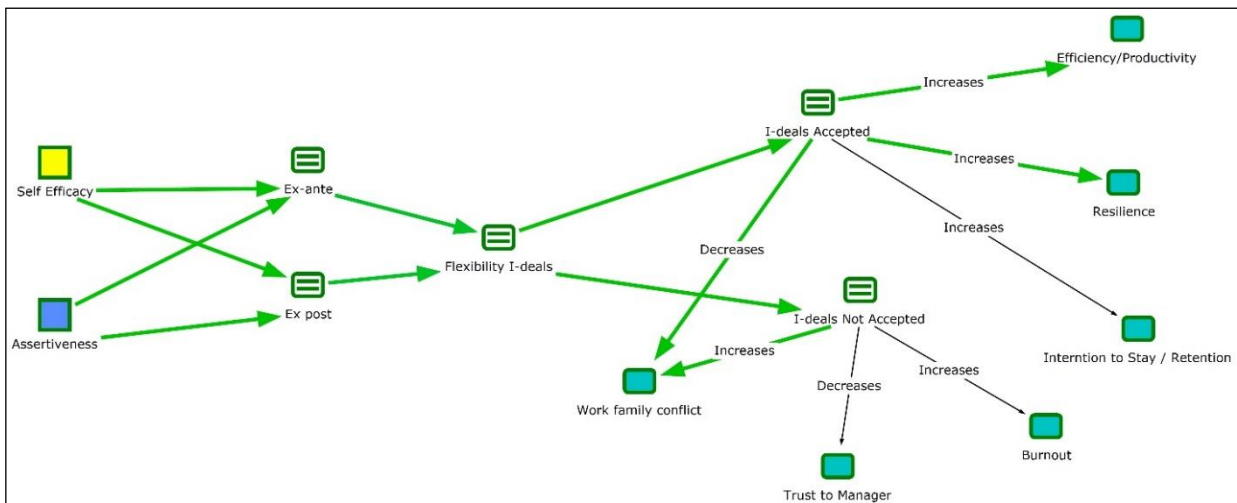 Efficiency/Productivity
Increases
I-deals Accepted
Increases
Self Efficacy
Ex-ante
Resilience
Increases
Decreases
Flexibility I-deals
Ex post
I-deals Not Accepted
Assertiveness
Increases
Interntion to Stay / Retention
Increases
Decreases
Work family conflict
Burnout
Trust to Manager